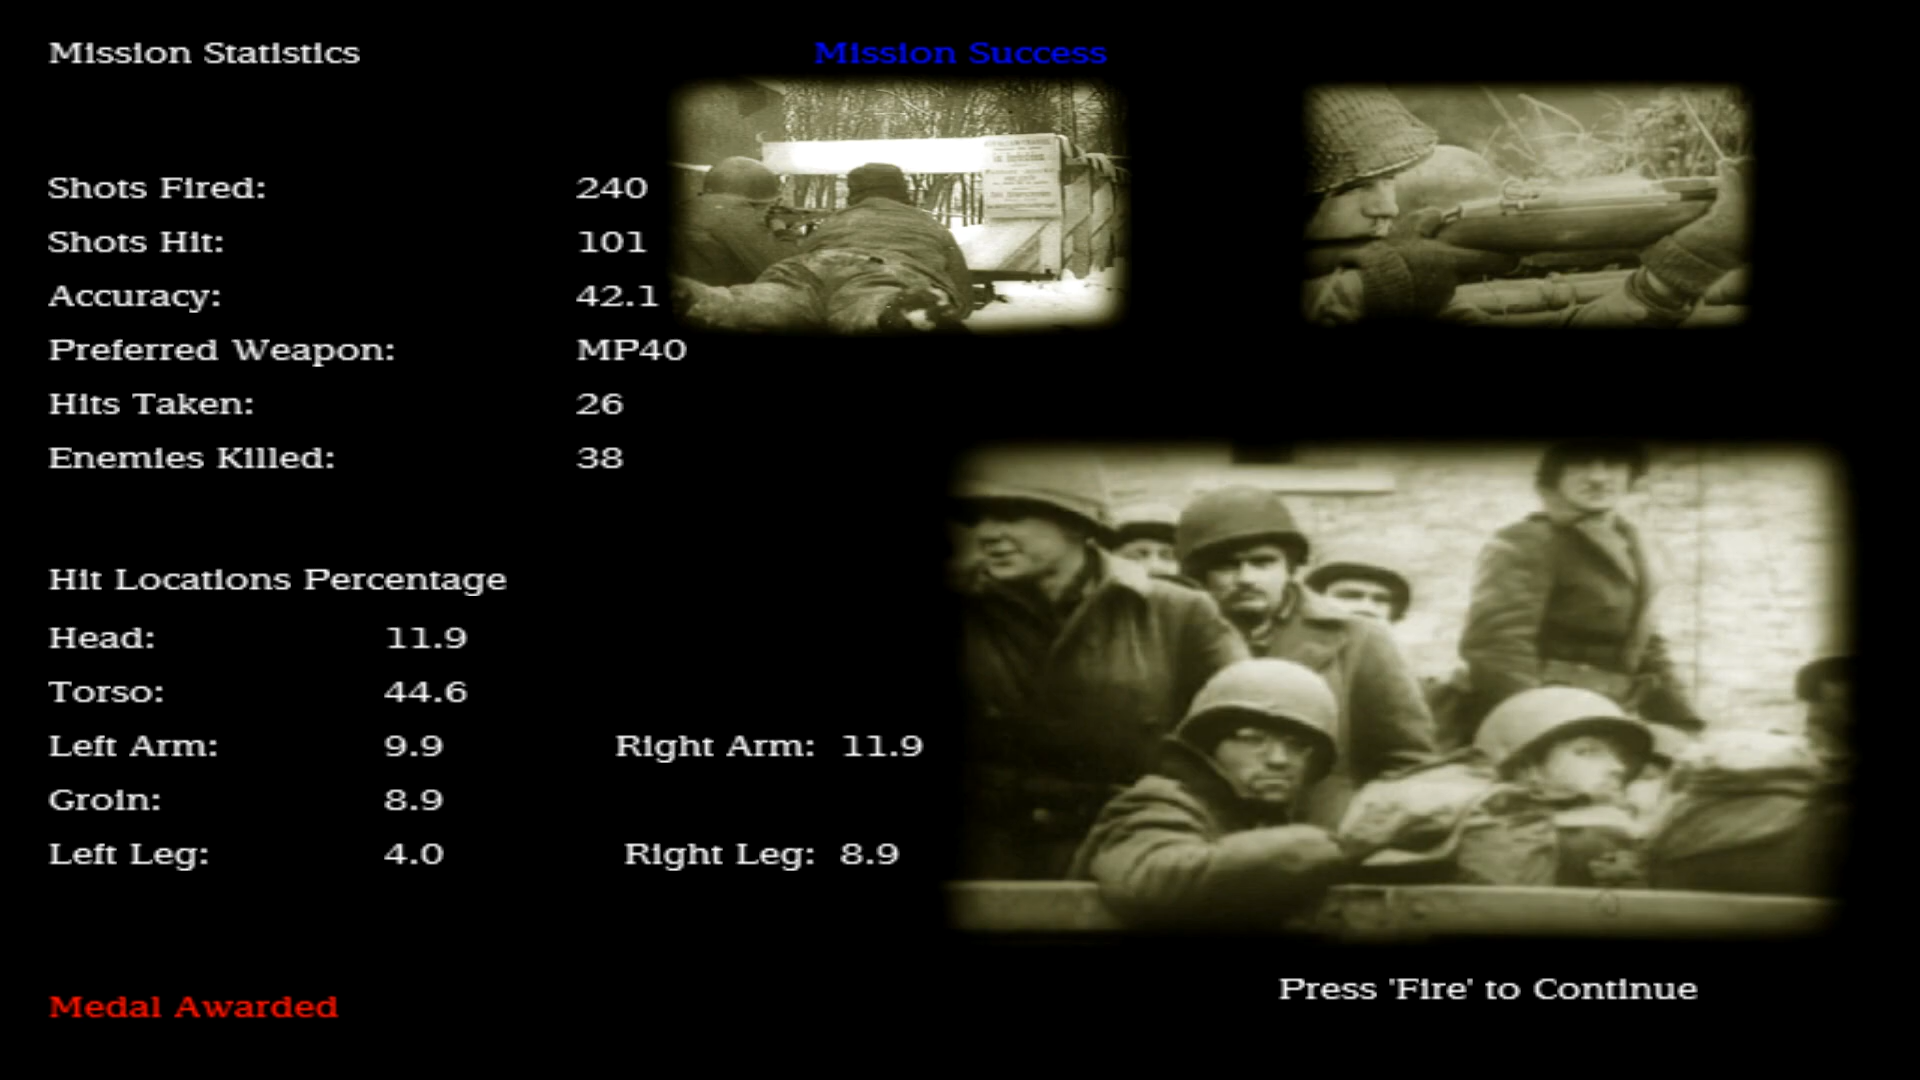 Mission Statistics
Mission Success
Shots Fired: 240
Shots Hit: 101
Accuracy: 42.1
Preferred Weapon: MP40
Hits Taken: 26
Enemies Killed: 38
Hit Locations Percentage
Head: 11.9
Torso: 44.6
Left Arm: 9.9 Right Arm: 11.9
Groin: 8.9
Left Leg: 4.0 Right Leg: 8.9
Press 'Fire' to Continue
Medal Awarded